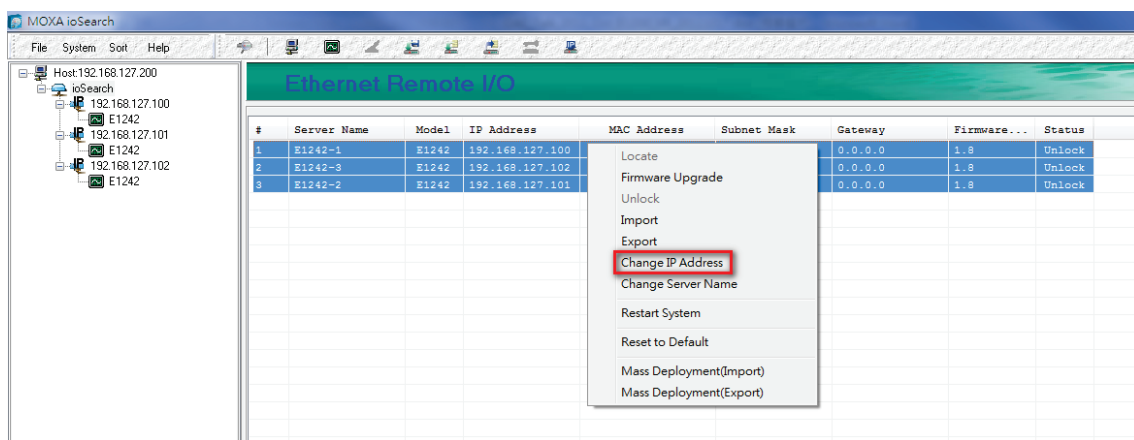 MOXA ioSearch
File System Sort Help
Host:192.168.127.200
ioSearch
192.168.127.100
E1242
192.168.127.101
E1242
192.168.127.102
E1242
Ethernet Remote I/O
# Server Name Model IP Address MAC Address Subnet Mask Gateway Firmware... Status
1 E1242-1 E1242 192.168.127.100 0.0.0.0 1.8 Unlock
2 E1242-3 E1242 192.168.127.102 0.0.0.0 1.8 Unlock
3 E1242-2 E1242 192.168.127.101 0.0.0.0 1.8 Unlock
Locate
Firmware Upgrade
Unlock
Import
Export
Change IP Address
Change Server Name
Restart System
Reset to Default
Mass Deployment(Import)
Mass Deployment(Export)